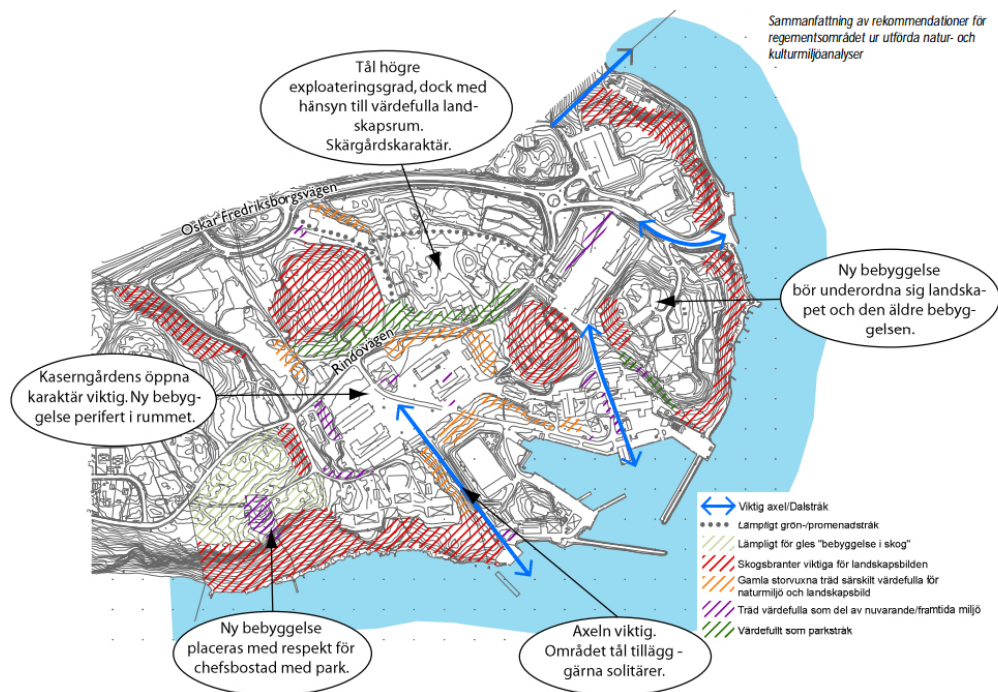 Sammanfattning av rekommendationer för
regementsområdet ur utförda natur- och
kulturmiljöanalyser
Tål högre
exploateringsgrad, dock med
hänsyn till värdefulla land-
skapsrum.
Skärgårdskaraktär.
Oskar Fredriksborgsvägen
Ny bebyggelse
bör underordna sig landska-
pet och den äldre bebyg-
gelsen.
Rindövägen
Kaserngårdens öppna
karaktär viktig. Ny bebyg-
gelse perifert i rummet.
Viktig axel/Dalstråk
Lämpligt grön-/promenadstråk
Lämpligt för gles "bebyggelse i skog"
Skogsbranter viktiga för landskapsbilden
Gamla storvuxna träd särskilt värdefulla för
naturmiljö och landskapsbild
Träd värdefulla som del av nuvarande/framtida miljö
Värdefullt som parkstråk
Ny bebyggelse
placeras med respekt för
chefsbostad med park.
Axeln viktig.
Området tål tillägg -
gärna solitärer.